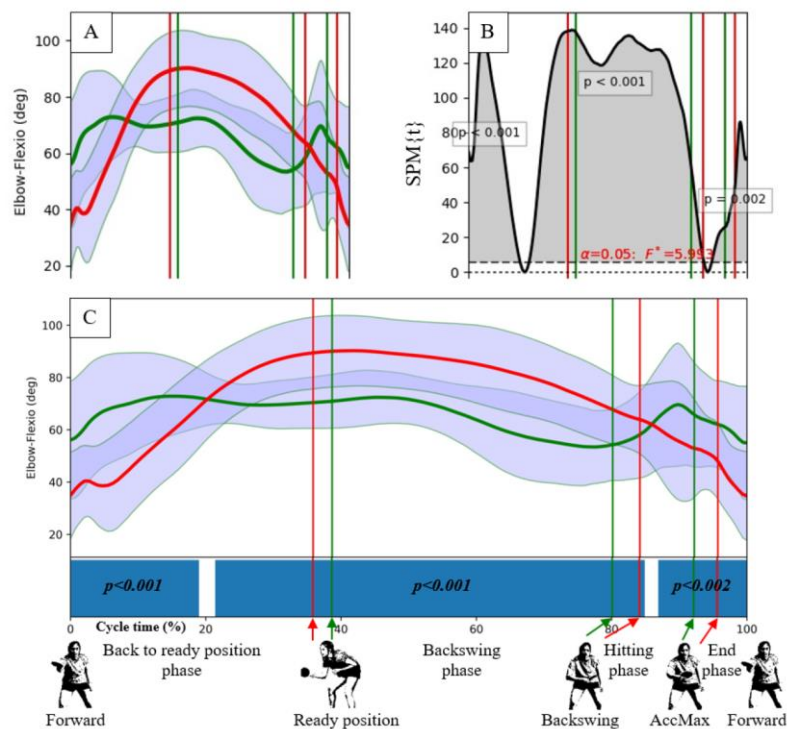 A
Elbow-Flexio (deg)
100
80
60
40
20
B
SPM{t}
140
120
100
80
60
40
20
0
p < 0.001
p < 0.001
p = 0.002
α=0.05: F*=5.993
C
Elbow-Flexio (deg)
100
80
60
40
20
p<0.001
p<0.001
p<0.002
0
Cycle time (%)
20
40
60
80
100
Back to ready position
phase
Backswing
phase
Hitting
phase
End
phase
Forward
Ready position
Backswing
AccMax
Forward